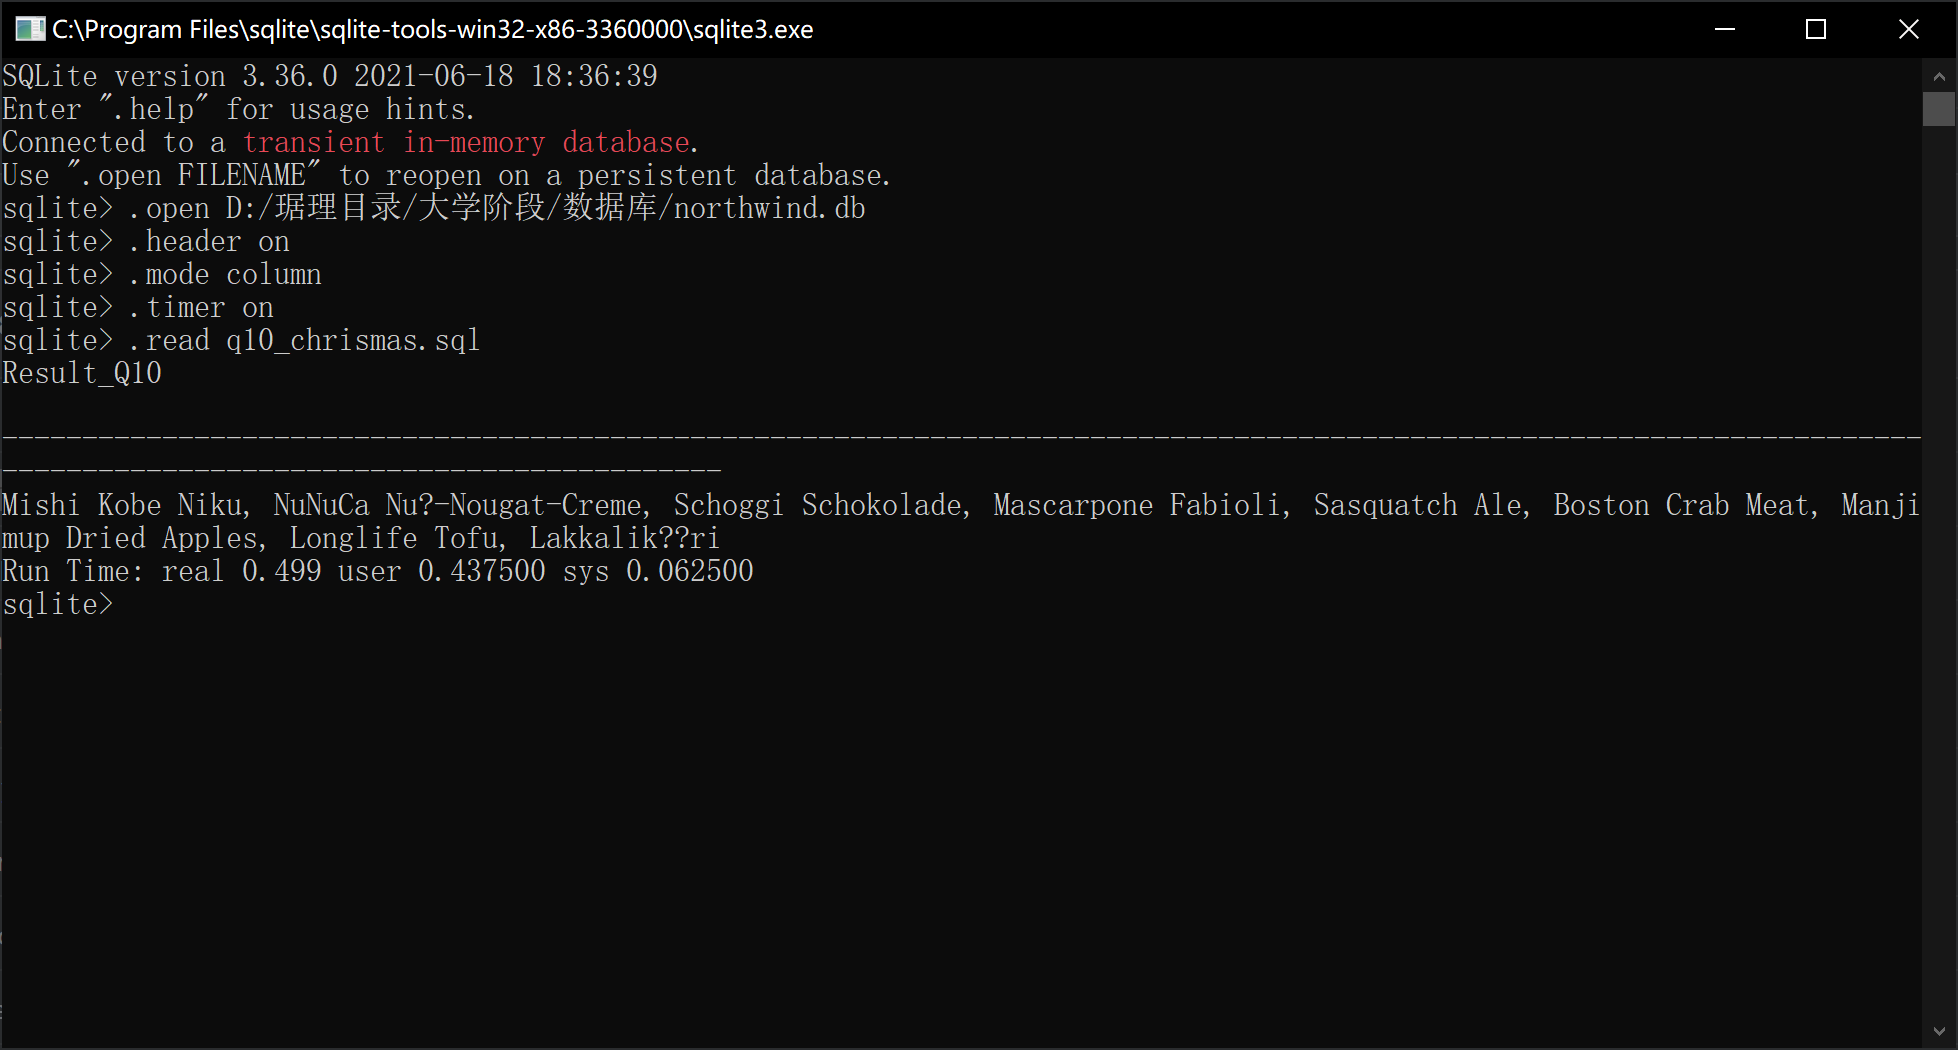 C:\Program Files\sqlite\sqlite-tools-win32-x86-3360000\sqlite3.exe
SQLite version 3.36.0 2021-06-18 18:36:39
Enter ".help" for usage hints.
Connected to a transient in-memory database.
Use ".open FILENAME" to reopen on a persistent database.
sqlite> .open D:/琚理目录/大学阶段/数据库/northwind.db
sqlite> .header on
sqlite> .mode column
sqlite> .timer on
sqlite> .read q10_chrismas.sql
Result_Q10
------------------------------------------------------------------------------------------------------------------------
---------------------------------------------
Mishi Kobe Niku, NuNuCa Nu?-Nougat-Creme, Schoggi Schokolade, Mascarpone Fabioli, Sasquatch Ale, Boston Crab Meat, Manji
mup Dried Apples, Longlife Tofu, Lakkalik??ri
Run Time: real 0.499 user 0.437500 sys 0.062500
sqlite>